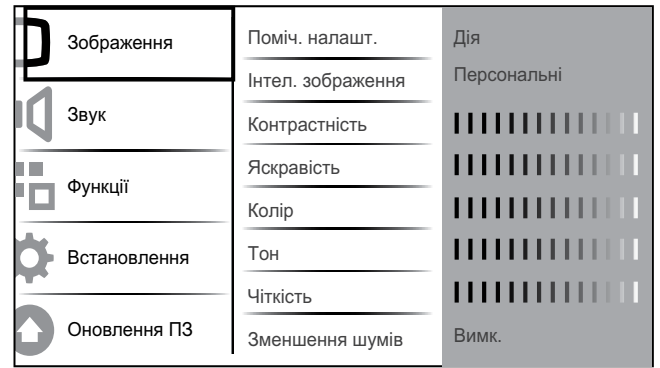 Зображення
Звук
Функції
Встановлення
Оновлення ПЗ
Поміч. налашт.
Інтел. зображення
Контрастність
Яскравість
Колір
Тон
Чіткість
Зменшення шумів
Дія
Персональні
Вимк.